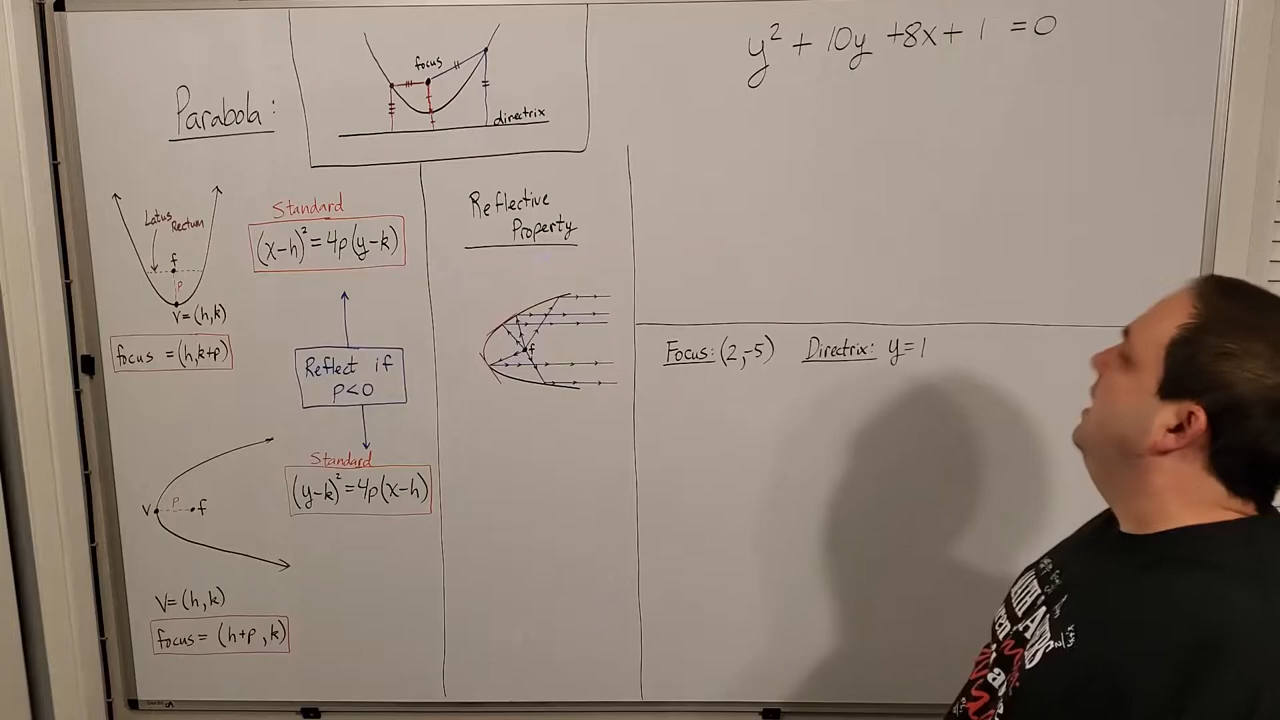 Parabola:
focus
directrix
Latus
Rectum
f
p
V=(h,k)
focus =(h,k+p)
Standard
(x-h)²=4p(y-k)
Reflect if
p<0
Standard
(y-k)²=4p(x-h)
V
p
f
V=(h,k)
focus= (h+p,k)
Reflective
Property
f
y² + 10y +8x+ 1 =0
Focus: (2,-5) Directrix: y=1